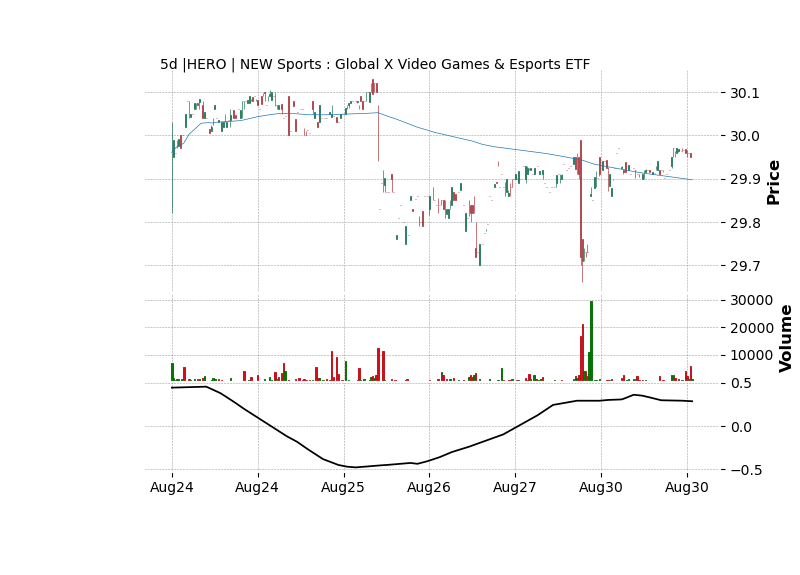 5d |HERO | NEW Sports : Global X Video Games & Esports ETF
30.1
30.0
29.9
29.8
29.7
Price
30000
20000
10000
Volume
0.5
0.0
−0.5
Aug24 Aug24 Aug25 Aug26 Aug27 Aug30 Aug30